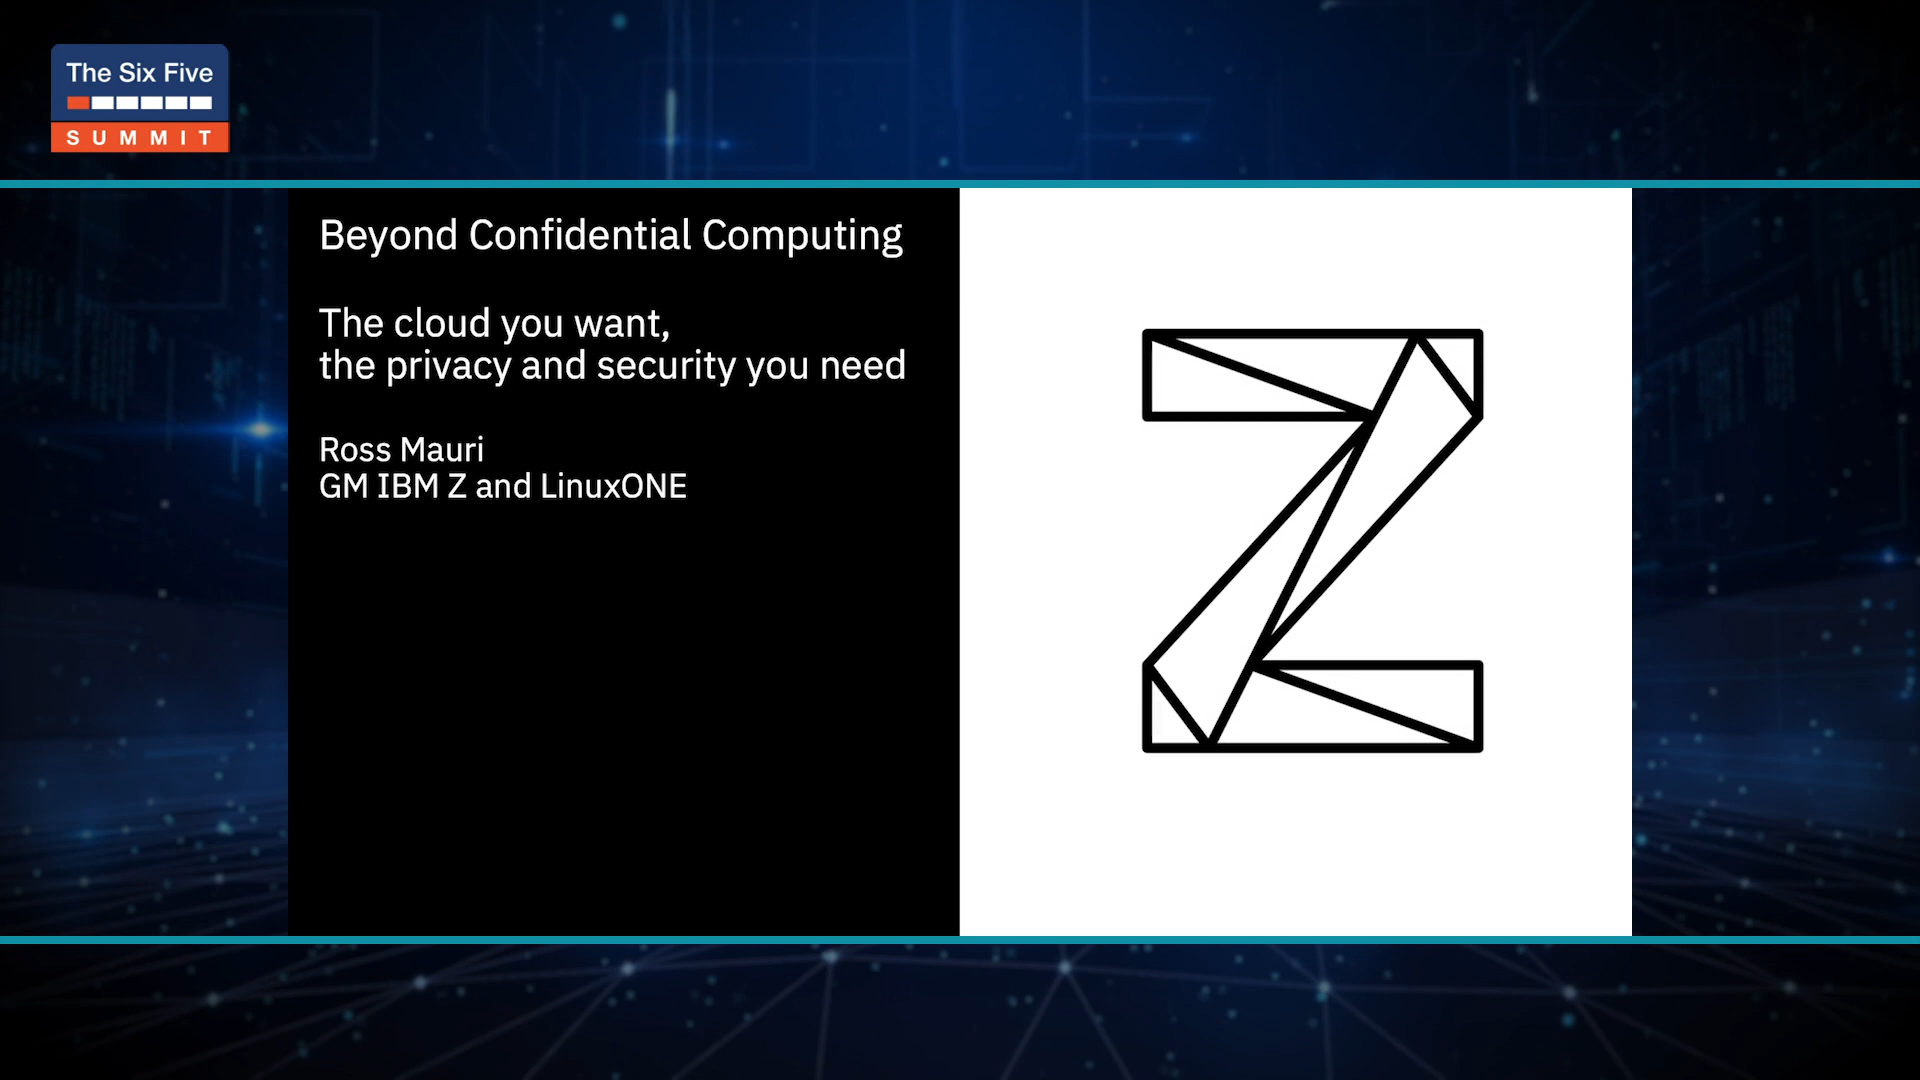 The Six Five
SUMMIT
Beyond Confidential Computing
The cloud you want,
the privacy and security you need
Ross Mauri
GM IBM Z and LinuxONE
Z